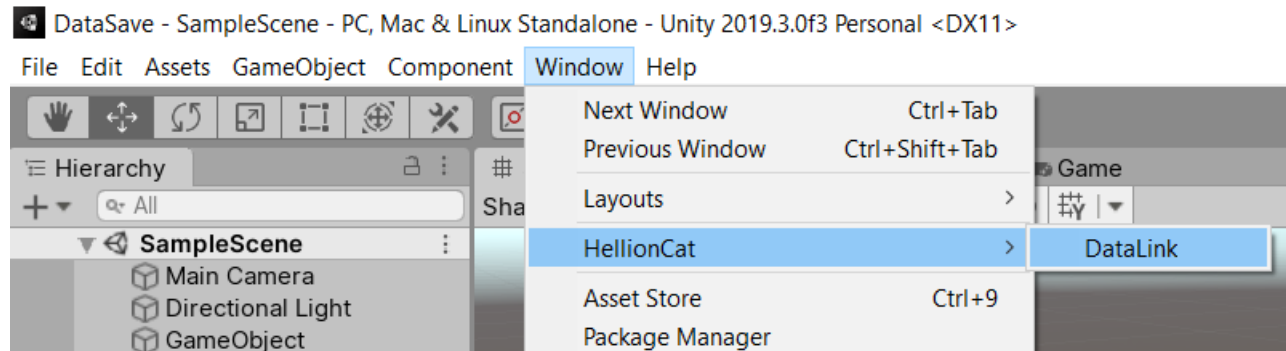 DataSave - SampleScene - PC, Mac & Linux Standalone - Unity 2019.3.0f3 Personal <DX11>
File Edit Assets GameObject Component Window Help
Next Window Ctrl+Tab
Previous Window Ctrl+Shift+Tab
Hierarchy
Game
All
Sha
Layouts
Y
SampleScene
HellionCat
DataLink
Main Camera
Directional Light
Asset Store Ctrl+9
GameObject
Package Manager